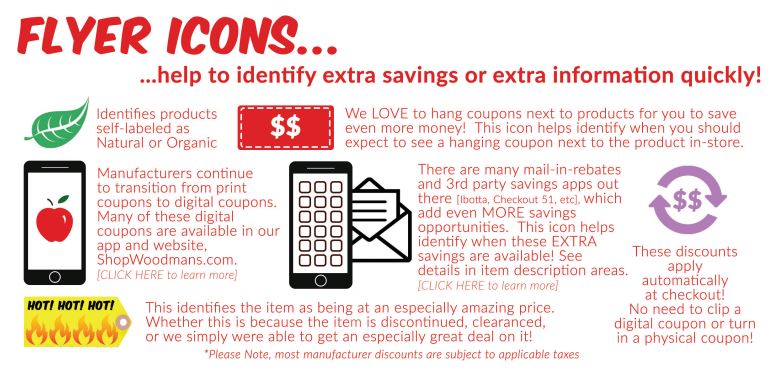 FLYER ICONS...
...help to identify extra savings or extra information quickly!
Identifies products
self-labeled as
Natural or Organic
$$
We LOVE to hang coupons next to products for you to save
even more money! This icon helps identify when you should
expect to see a hanging coupon next to the product in-store.
Manufacturers continue
to transition from print
coupons to digital coupons.
Many of these digital
coupons are available in our
app and website,
ShopWoodmans.com.
[CLICK HERE to learn more]
There are many mail-in-rebates
and 3rd party savings apps out
there [Ibotta, Checkout 51, etc], which
add even MORE savings
opportunities. This icon helps
identify when these EXTRA
savings are available! See
details in item description areas.
[CLICK HERE to learn more]
$$
These discounts
apply
automatically
at checkout!
No need to clip a
digital coupon or turn
in a physical coupon!
HOT! HOT! HOT!
This identifies the item as being at an especially amazing price.
Whether this is because the item is discontinued, clearanced,
or we simply were able to get an especially great deal on it!
*Please Note, most manufacturer discounts are subject to applicable taxes